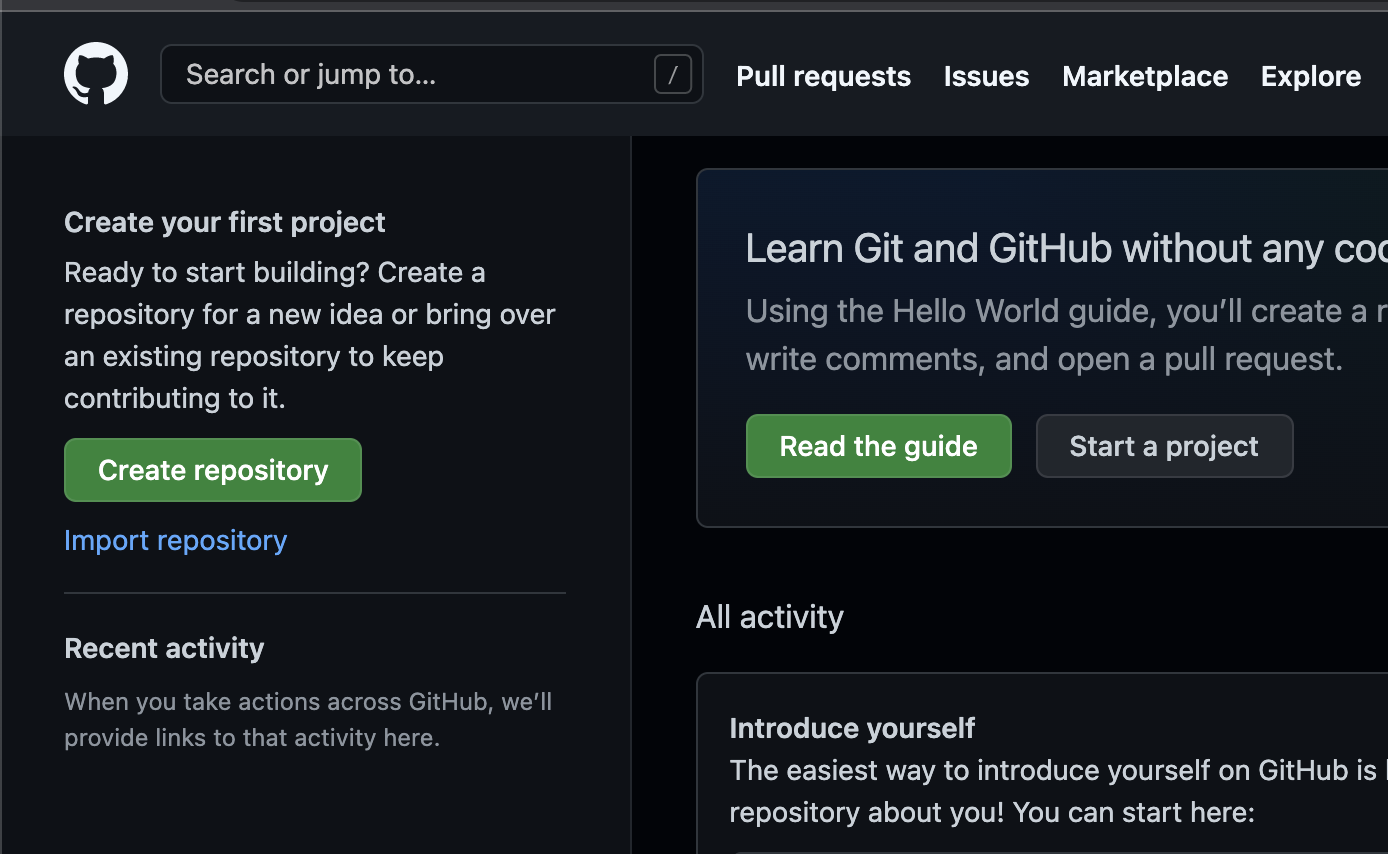 Search or jump to...
/
Pull requests
Issues
Marketplace
Explore
Create your first project
Ready to start building? Create a
repository for a new idea or bring over
an existing repository to keep
contributing to it.
Create repository
Import repository
Recent activity
When you take actions across GitHub, we’ll
provide links to that activity here.
Learn Git and GitHub without any
Using the Hello World guide, you’ll create a
write comments, and open a pull request.
Read the guide
Start a project
All activity
Introduce yourself
The easiest way to introduce yourself on GitHub is
repository about you! You can start here: